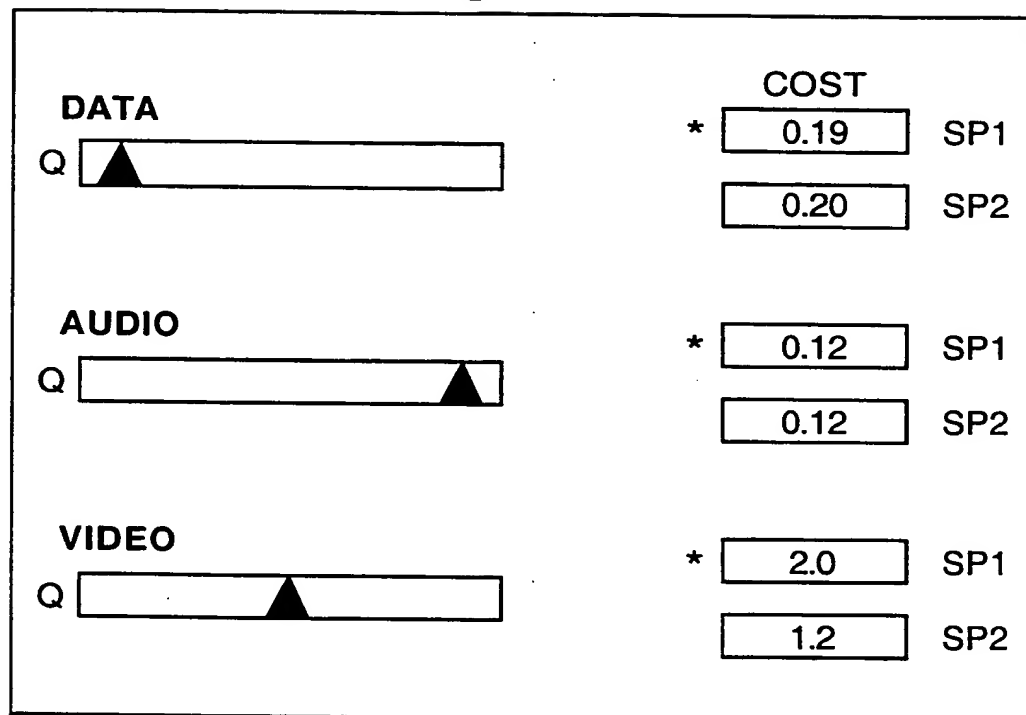 COST
DATA
* 0.19 SP1
Q
0.20 SP2
AUDIO
* 0.12 SP1
Q
0.12 SP2
VIDEO
* 2.0 SP1
Q
1.2 SP2